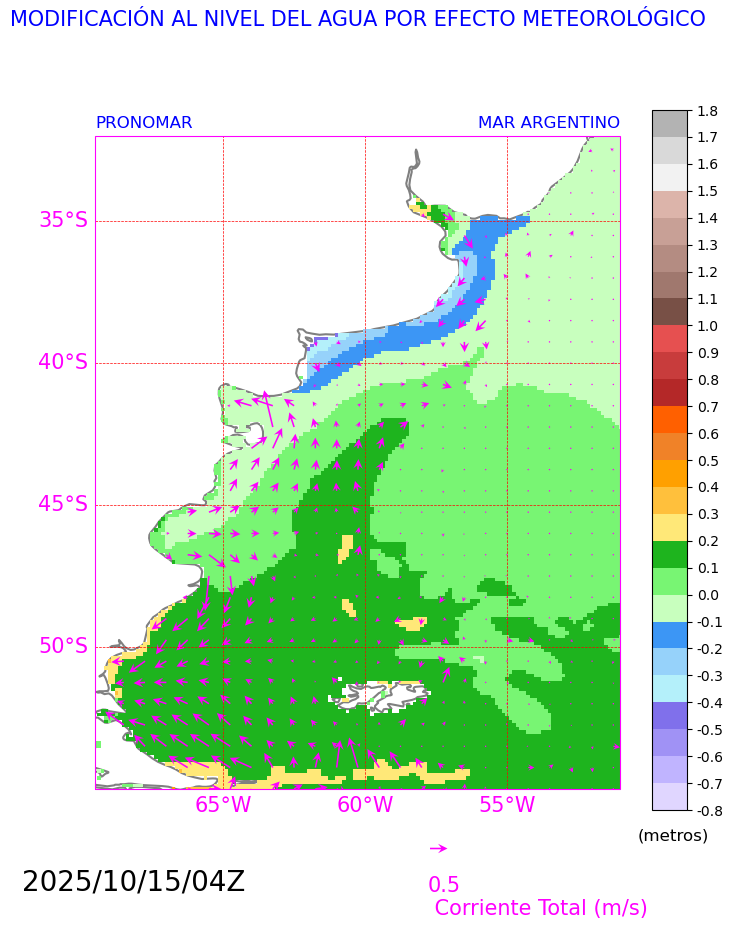 MODIFICACIÓN AL NIVEL DEL AGUA POR EFECTO METEOROLÓGICO
PRONOMAR
MAR ARGENTINO
35°S
40°S
45°S
50°S
65°W
60°W
55°W
1.8
1.7
1.6
1.5
1.4
1.3
1.2
1.1
1.0
0.9
0.8
0.7
0.6
0.5
0.4
0.3
0.2
0.1
0.0
-0.1
-0.2
-0.3
-0.4
-0.5
-0.6
-0.7
-0.8
(metros)
2025/10/15/04Z
0.5
Corriente Total (m/s)